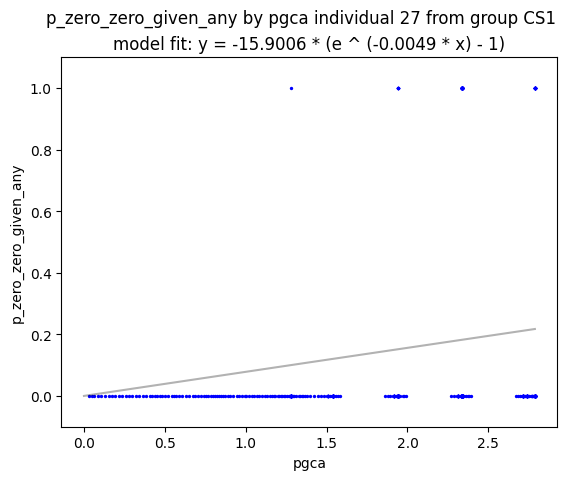 p_zero_zero_given_any by pgca individual 27 from group CS1
model fit: y = -15.9006 * (e ^ (-0.0049 * x) - 1)
1.0
0.8
0.6
0.4
0.2
0.0
p_zero_zero_given_any
0.0 0.5 1.0 1.5 2.0 2.5
pgca